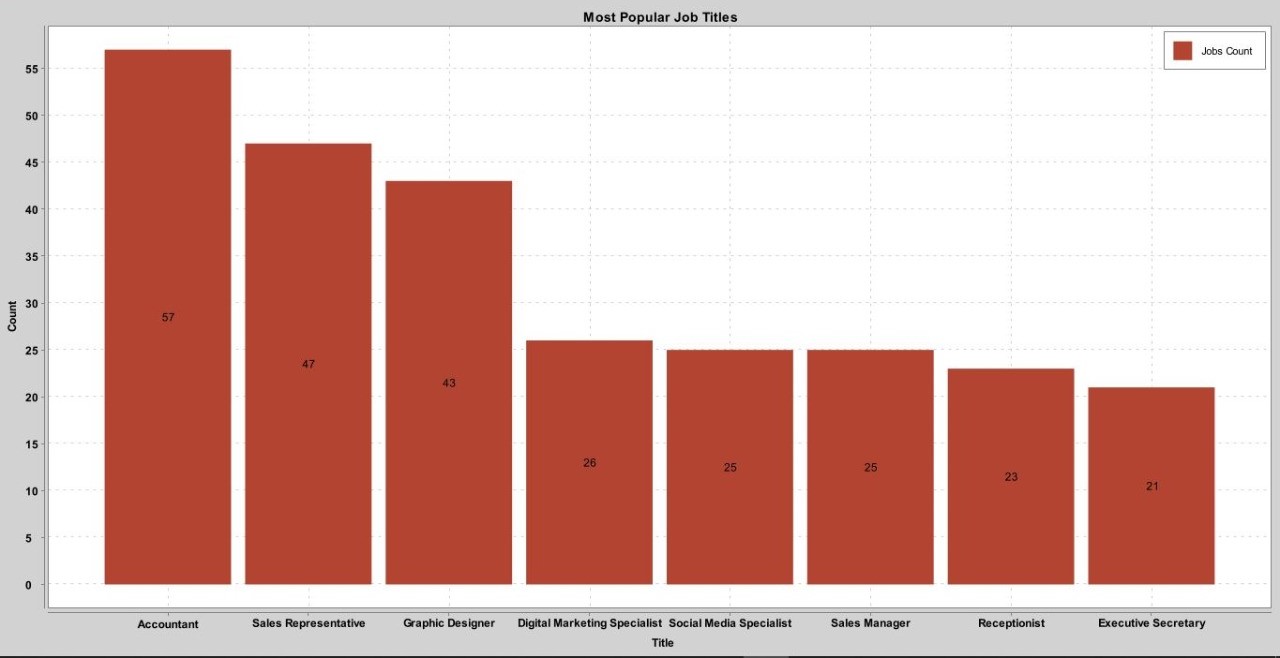 Most Popular Job Titles
Jobs Count
55
50
45
40
35
30
25
20
15
10
5
0
Count
57
47
43
26
25
25
23
21
Accountant
Sales Representative
Graphic Designer
Digital Marketing Specialist
Social Media Specialist
Sales Manager
Receptionist
Executive Secretary
Title